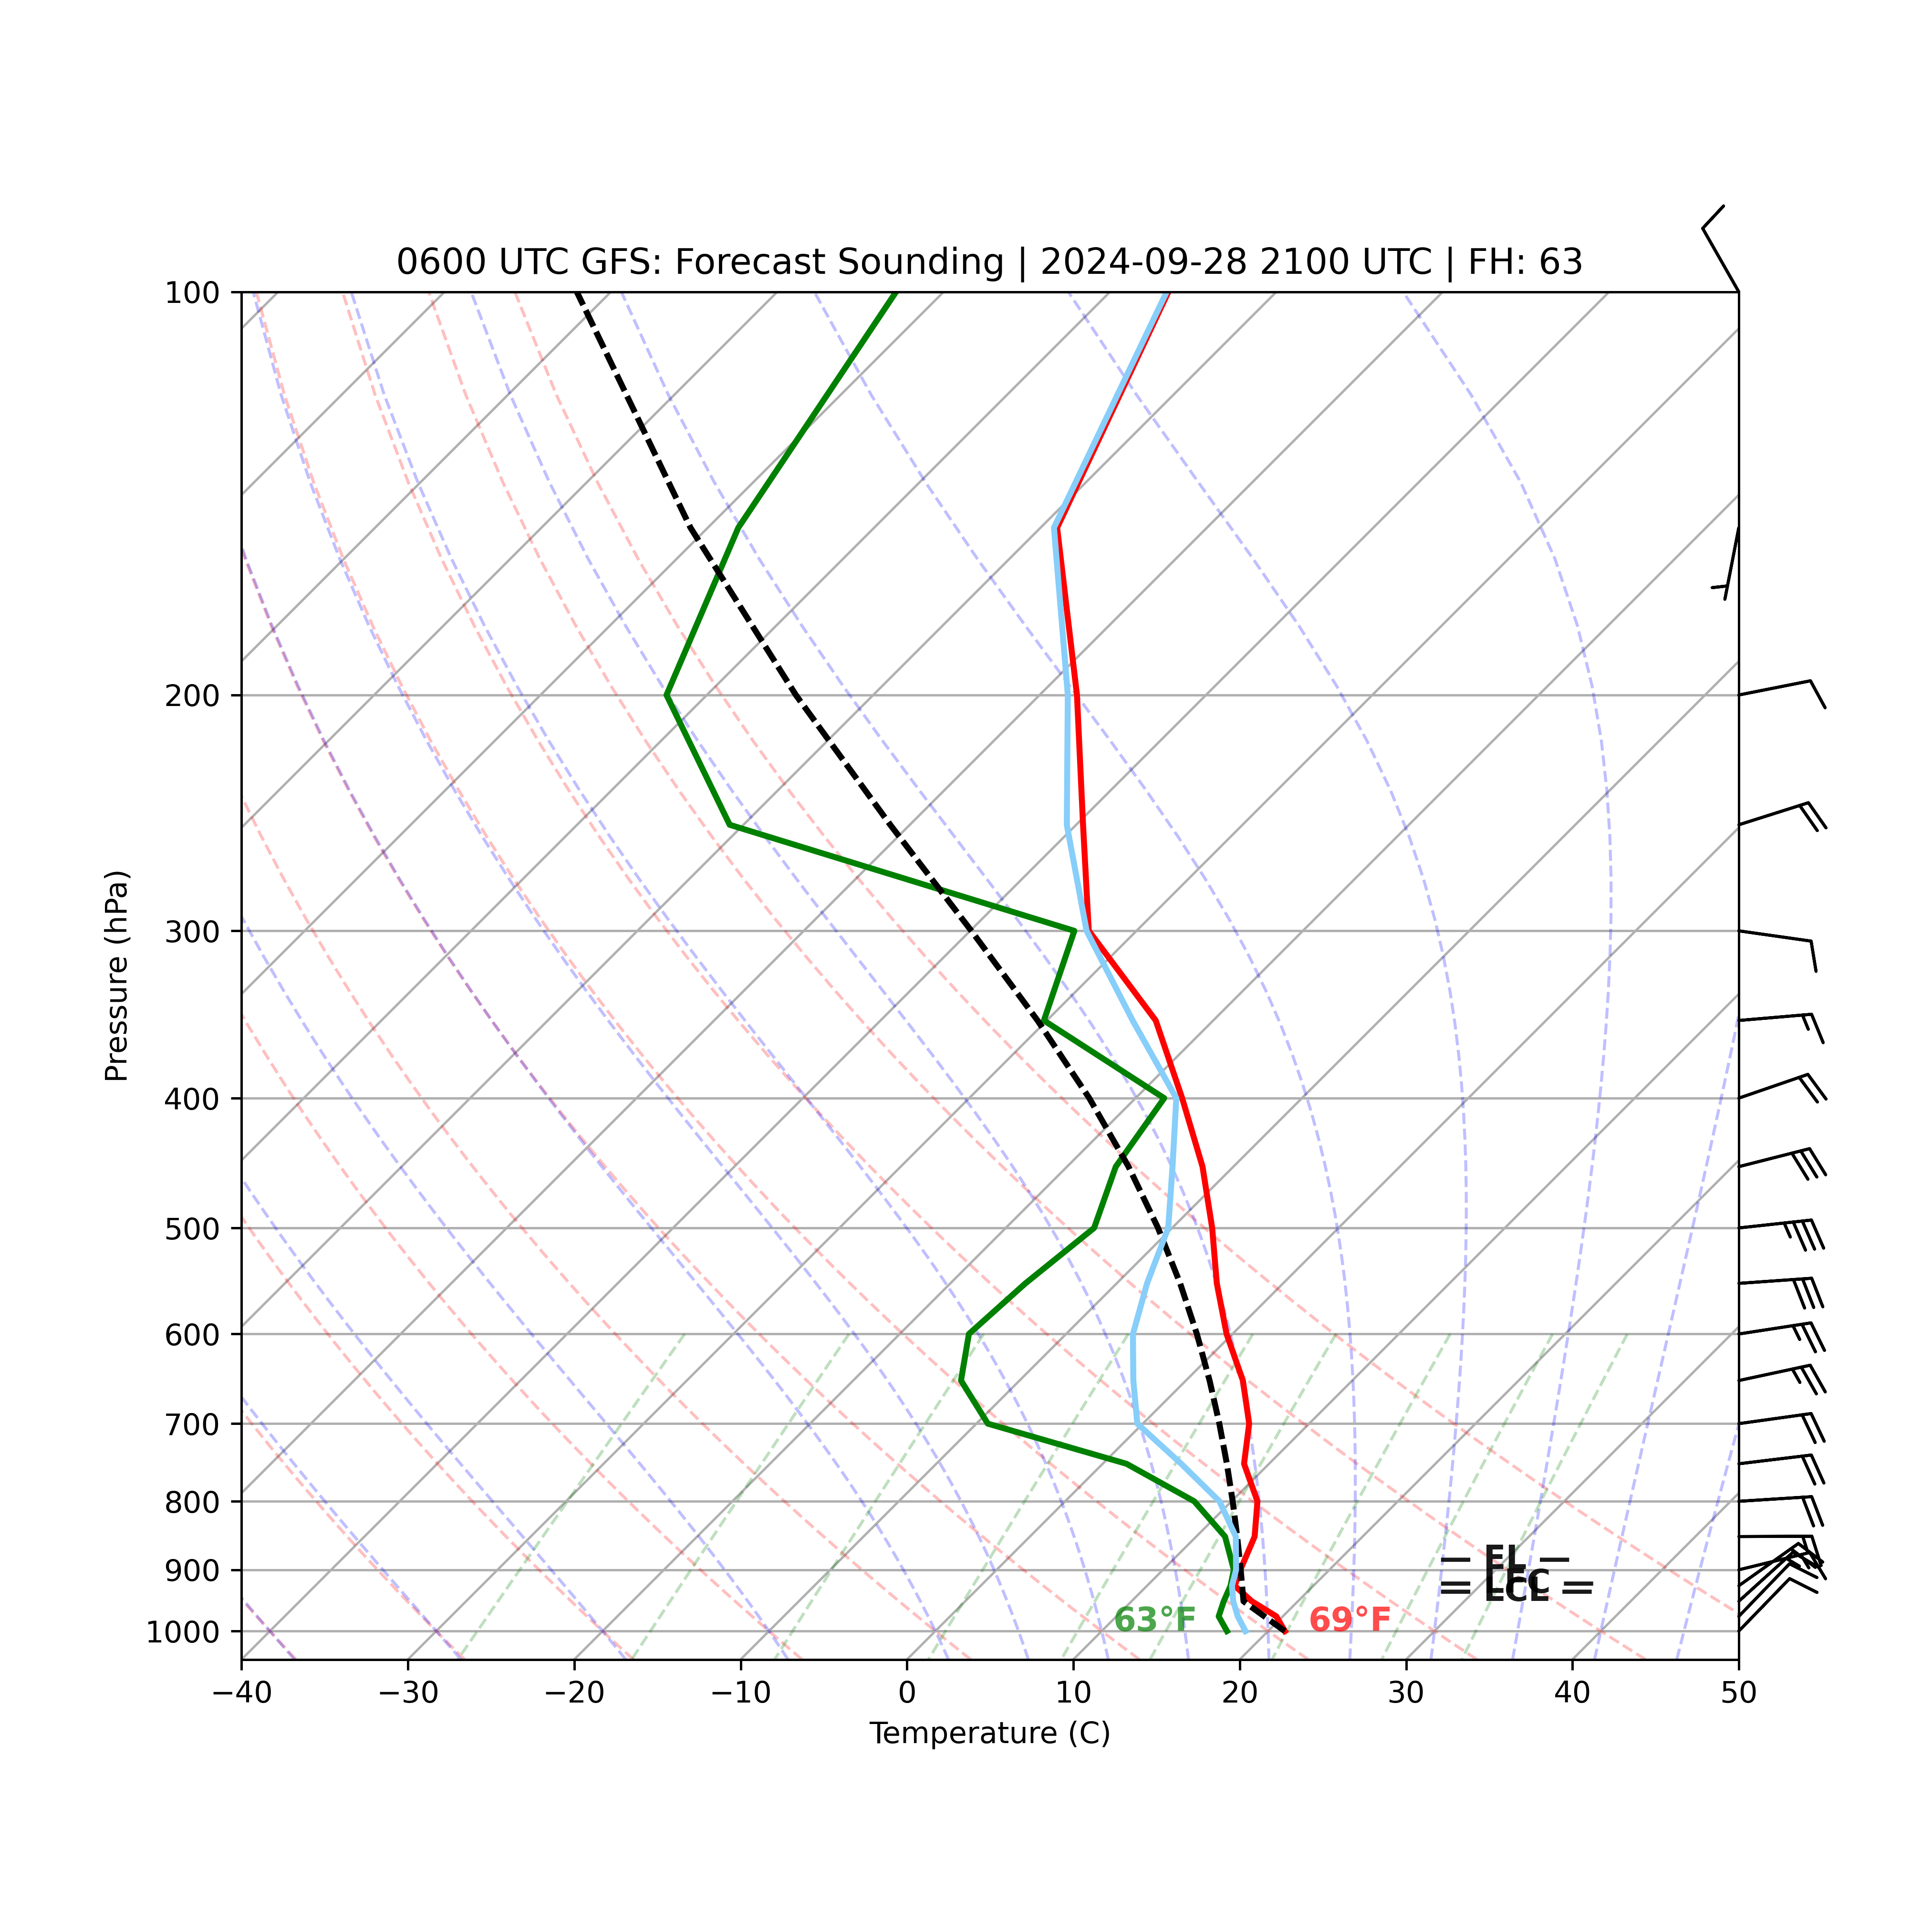 0600 UTC GFS: Forecast Sounding | 2024-09-28 2100 UTC | FH: 63
100
200
300
400
500
600
700
800
900
1000
Pressure (hPa)
— EL —
63°F
69°F
−40 −30 −20 −10 0 10 20 30 40 50
Temperature (C)